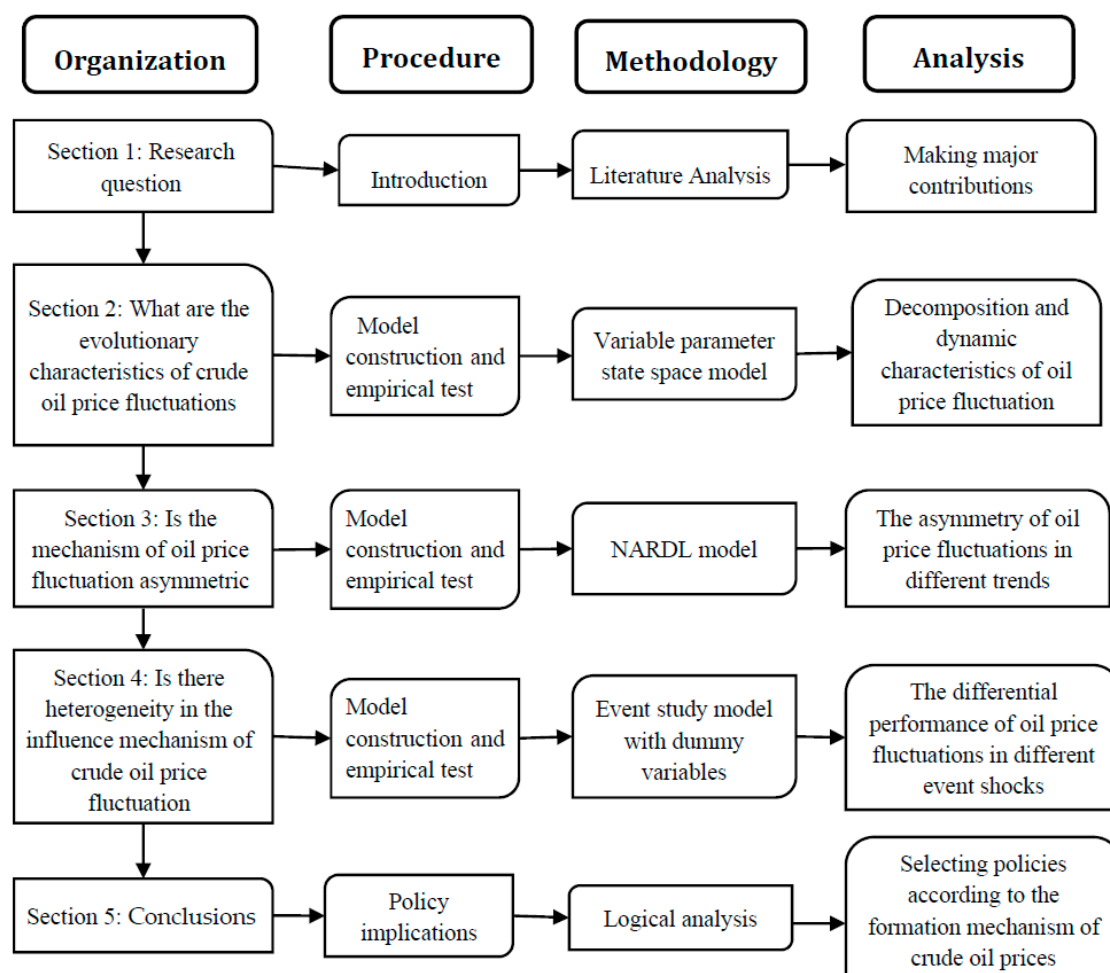 Organization
Procedure
Methodology
Analysis
Section 1: Research
question
Introduction
Literature Analysis
Making major
contributions
Section 2: What are the
evolutionary
characteristics of crude
oil price fluctuations
Model
construction and
empirical test
Variable parameter
state space model
Decomposition and
dynamic
characteristics of oil
price fluctuation
Section 3: Is the
mechanism of oil price
fluctuation asymmetric
Model
construction and
empirical test
NARDL model
The asymmetry of oil
price fluctuations in
different trends
Section 4: Is there
heterogeneity in the
influence mechanism of
crude oil price
fluctuation
Model
construction and
empirical test
Event study model
with dummy
variables
The differential
performance of oil price
fluctuations in different
event shocks
Section 5: Conclusions
Policy
implications
Logical analysis
Selecting policies
according to the
formation mechanism of
crude oil prices